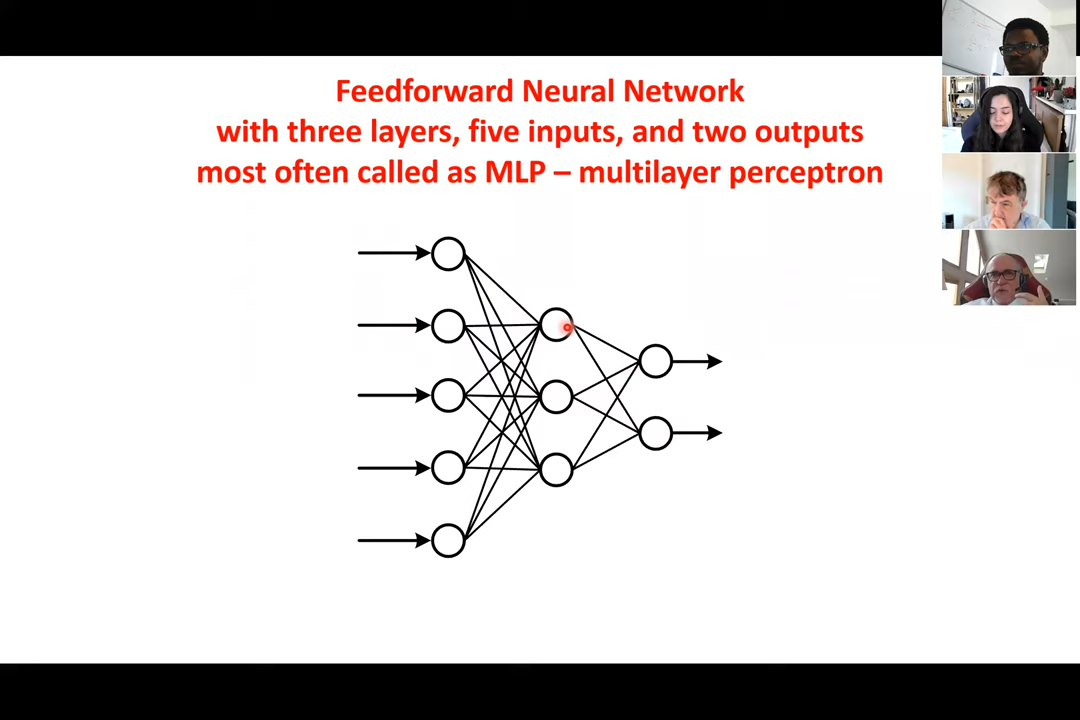 Feedforward Neural Network
with three layers, five inputs, and two outputs
most often called as MLP – multilayer perceptron